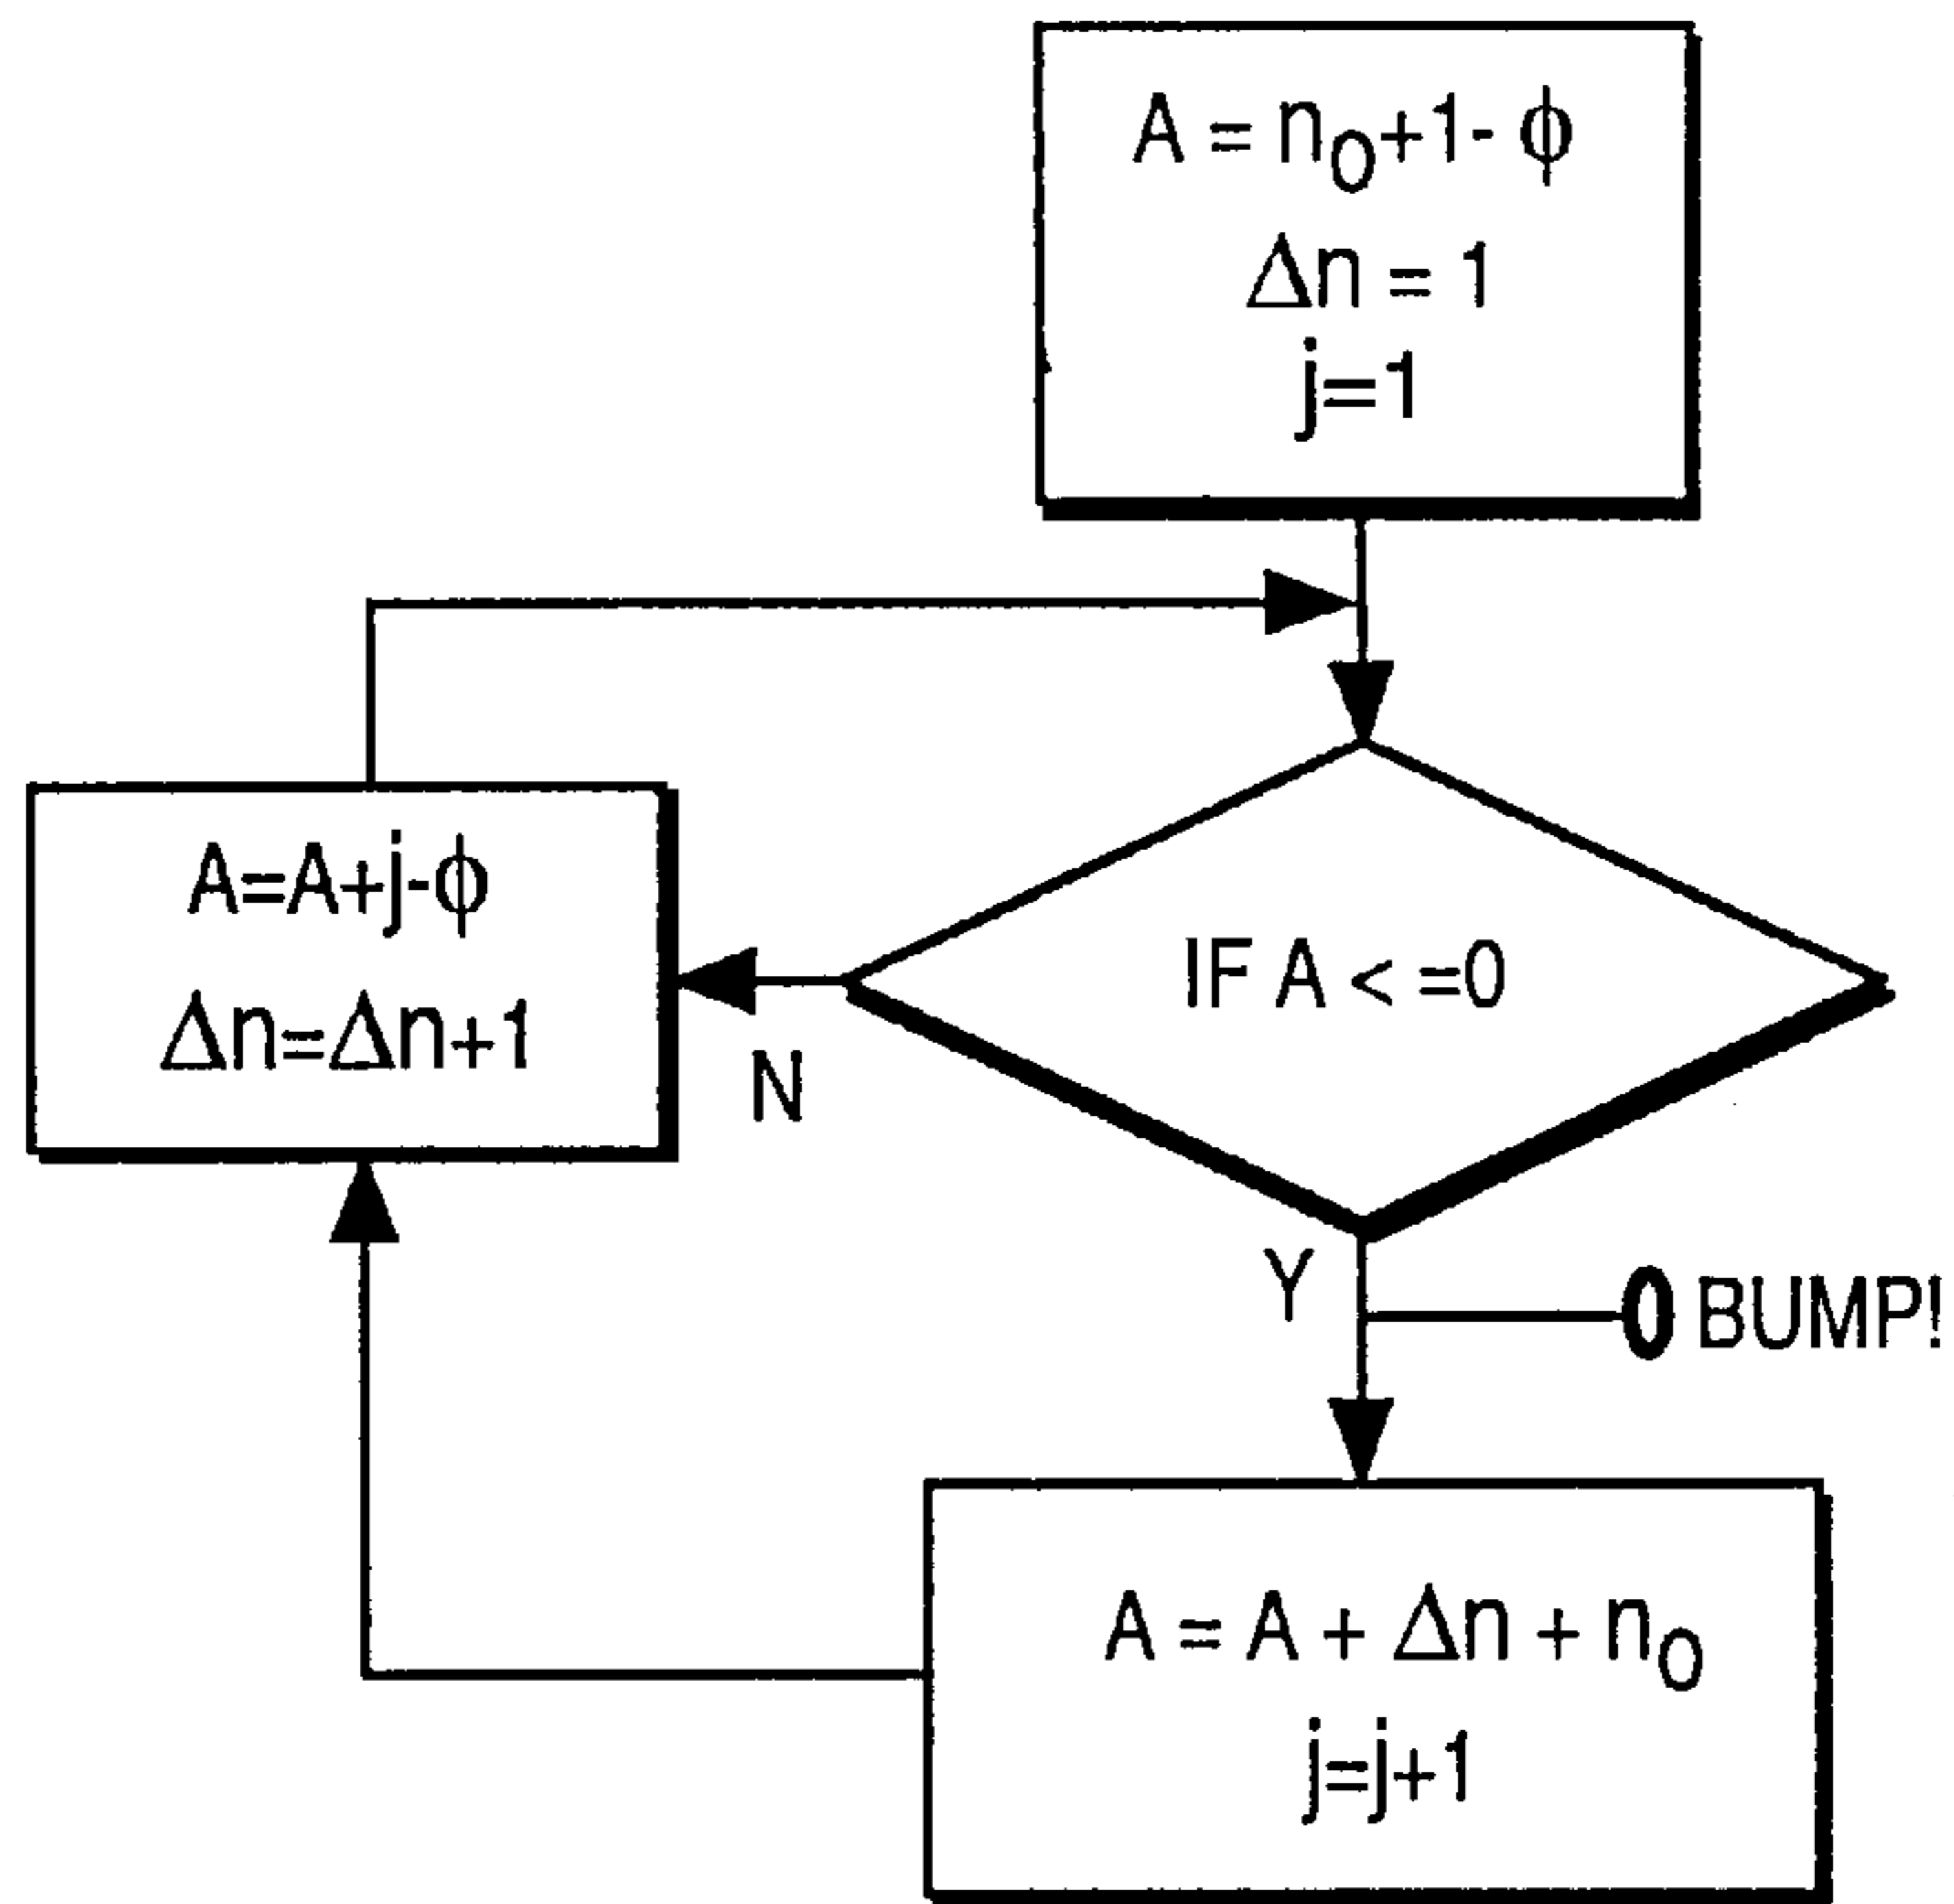 A = n₀+1- ϕ
Δn = 1
j=1
A=A+j-ϕ
Δn=Δn+1
IF A < =0
N
Y
BUMP!
A = A + Δn + n₀
j=j+1